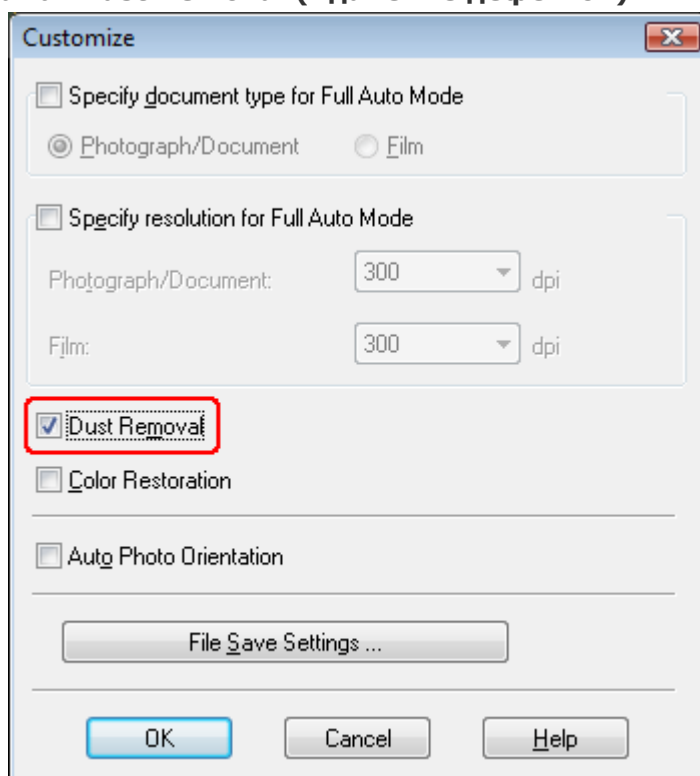 Customize
Specify document type for Full Auto Mode
Photograph/Document Film
Specify resolution for Full Auto Mode
Photograph/Document: 300 dpi
Film: 300 dpi
Dust Removal
Color Restoration
Auto Photo Orientation
File Save Settings ...
OK Cancel Help